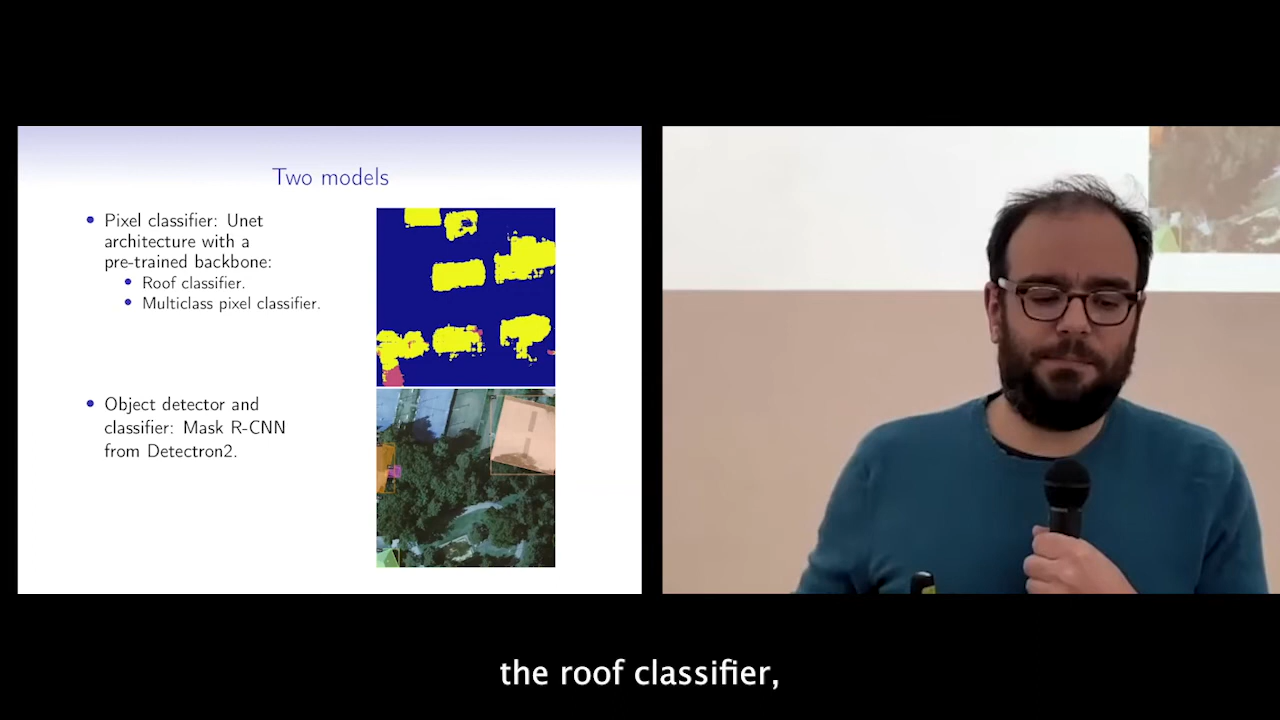 Two models
Pixel classifier: Unet
architecture with a
pre-trained backbone:
Roof classifier.
Multiclass pixel classifier.
Object detector and
classifier: Mask R-CNN
from Detectron2.
the roof classifier,